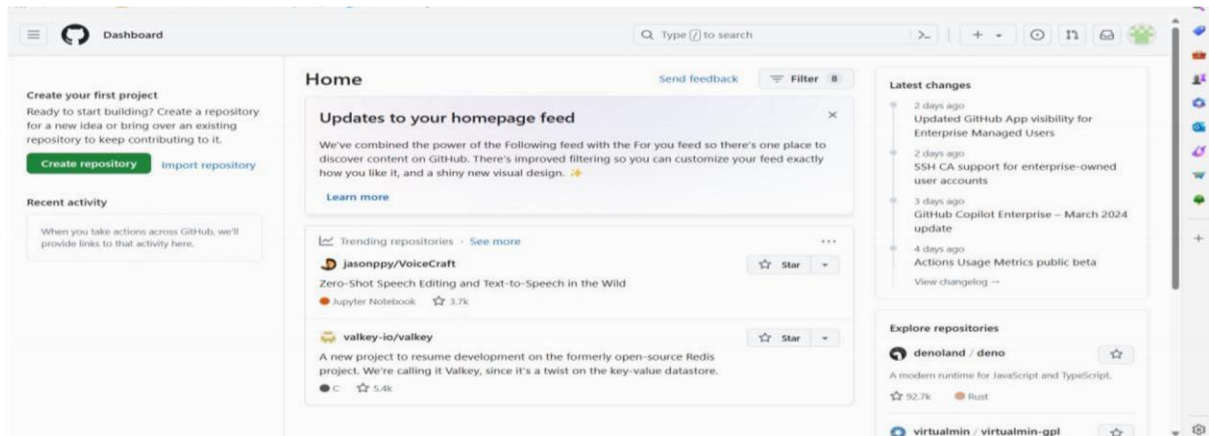 Dashboard
Type / to search
Create your first project
Ready to start building? Create a repository
for a new idea or bring over an existing
repository to keep contributing to it.
Create repository
Import repository
Recent activity
When you take actions across GitHub, we'll
provide links to that activity here.
Home
Send feedback
Filter 8
Updates to your homepage feed
We've combined the power of the Following feed with the For you feed so there's one place to
discover content on GitHub. There's improved filtering so you can customize your feed exactly
how you like it, and a shiny new visual design.
Learn more
Trending repositories · See more
jasonppy/VoiceCraft
Star
Zero-Shot Speech Editing and Text-to-Speech in the Wild
Jupyter Notebook 3.7k
valkey-io/valkey
Star
A new project to resume development on the formerly open-source Redis
project. We're calling it Valkey, since it's a twist on the key-value datastore.
C 5.4k
Latest changes
2 days ago
Updated GitHub App visibility for
Enterprise Managed Users
2 days ago
SSH CA support for enterprise-owned
user accounts
3 days ago
GitHub Copilot Enterprise – March 2024
update
4 days ago
Actions Usage Metrics public beta
View changelog →
Explore repositories
denoland / deno
A modern runtime for JavaScript and TypeScript.
92.7k Rust
virtualmin / virtualmin-gpl